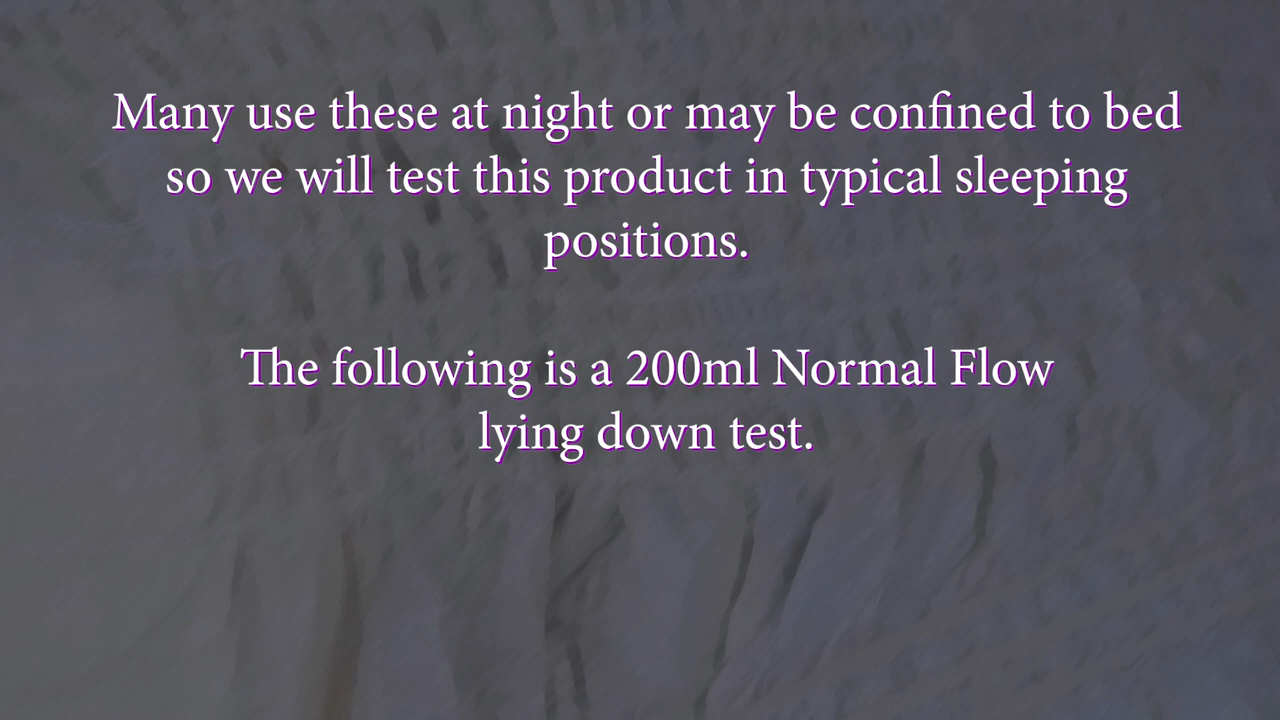 Many use these at night or may be confined to bed
so we will test this product in typical sleeping
positions.
The following is a 200ml Normal Flow
lying down test.